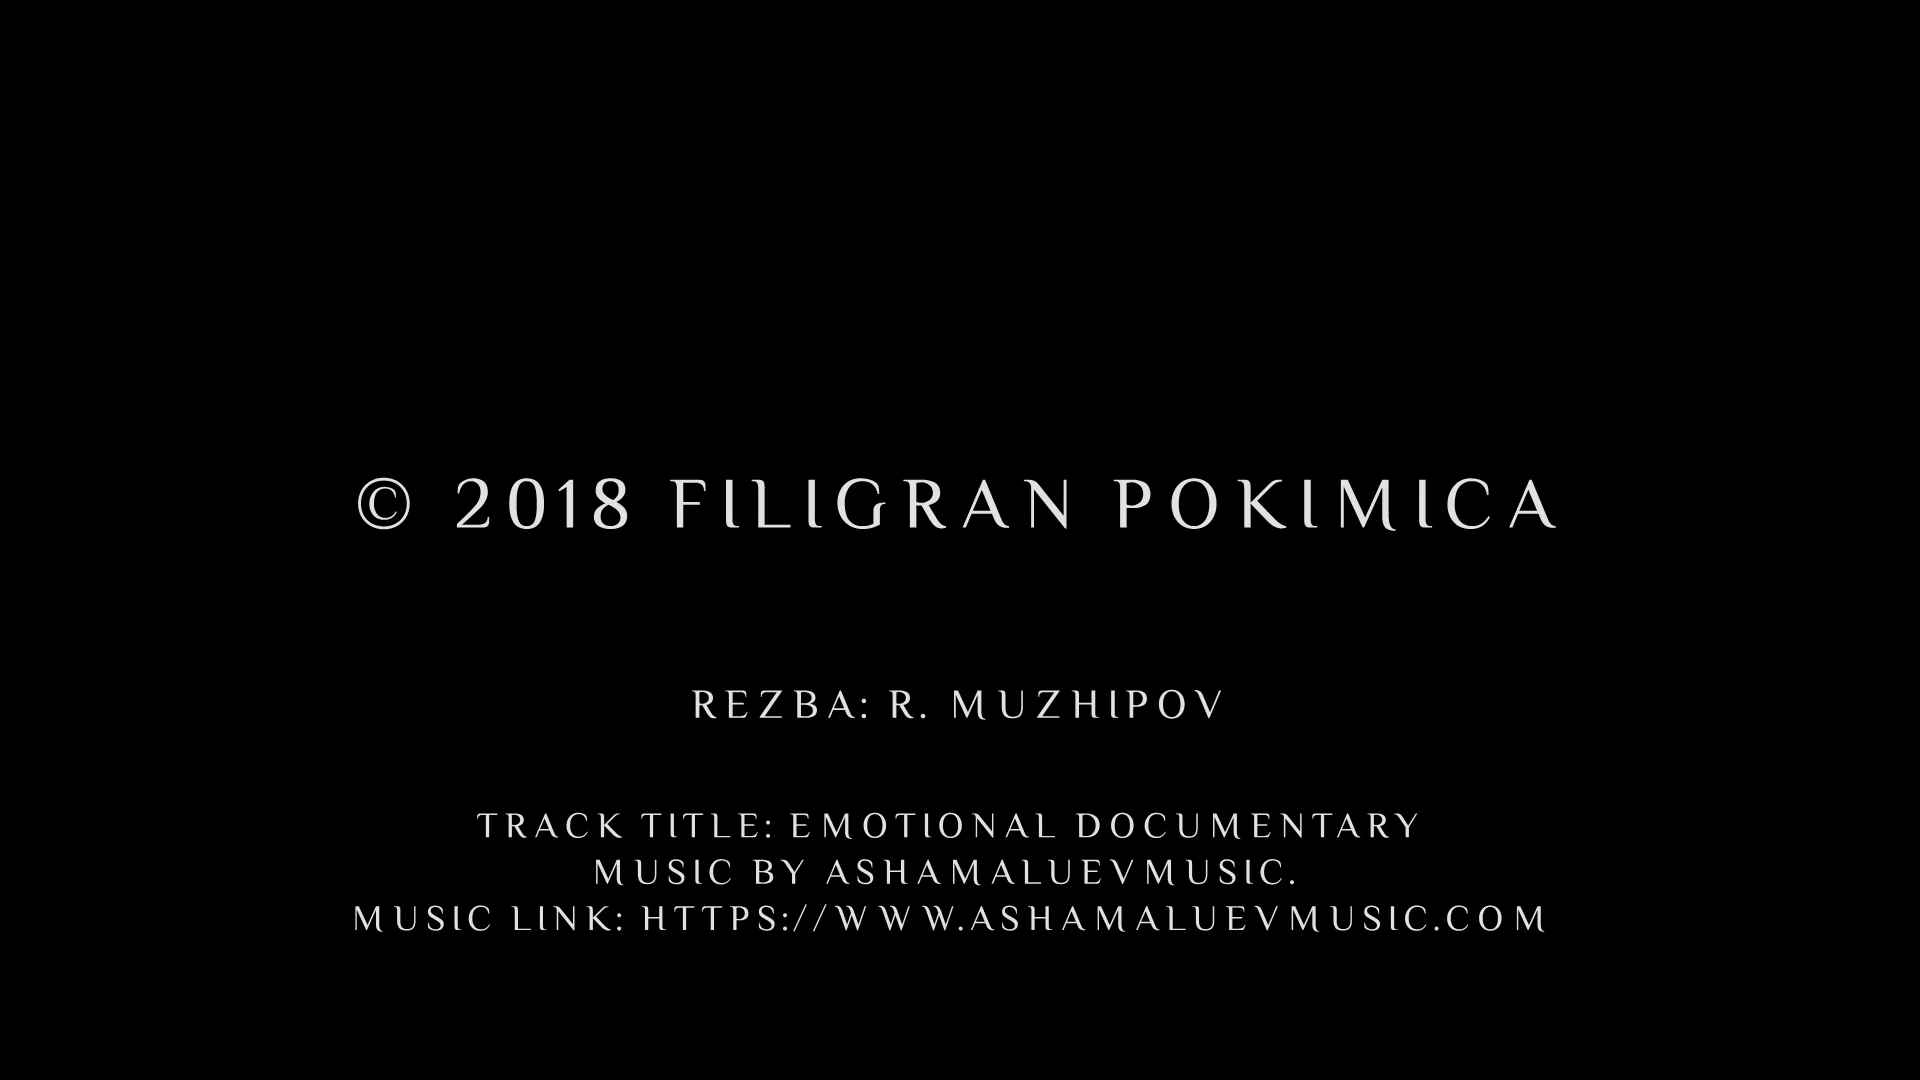 © 2018 FILIGRAN POKIMICA
REZBA: R. MUZHIPOV
TRACK TITLE: EMOTIONAL DOCUMENTARY
MUSIC BY ASHAMALUEVMUSIC.
MUSIC LINK: HTTPS://WWW.ASHAMALUEVMUSIC.COM